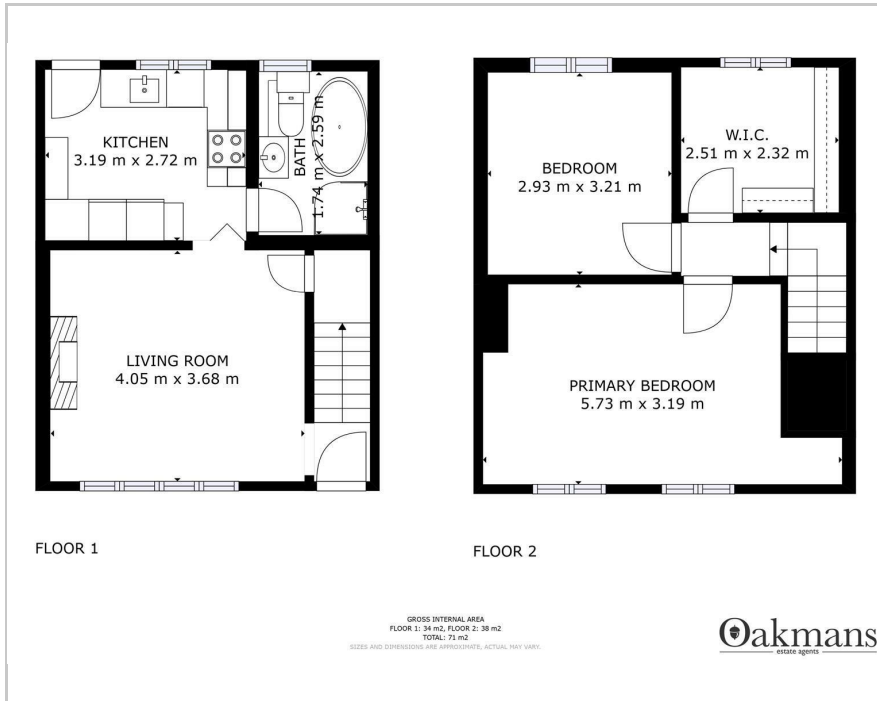 KITCHEN
3.19 m x 2.72 m
BATH
1.74 m x 2.59 m
LIVING ROOM
4.05 m x 3.68 m
BEDROOM
2.93 m x 3.21 m
W.I.C.
2.51 m x 2.32 m
PRIMARY BEDROOM
5.73 m x 3.19 m
FLOOR 1
FLOOR 2
GROSS INTERNAL AREA
FLOOR 1: 34 m2, FLOOR 2: 38 m2
TOTAL: 71 m2
SIZES AND DIMENSIONS ARE APPROXIMATE, ACTUAL MAY VARY.
Oakmans
estate agents